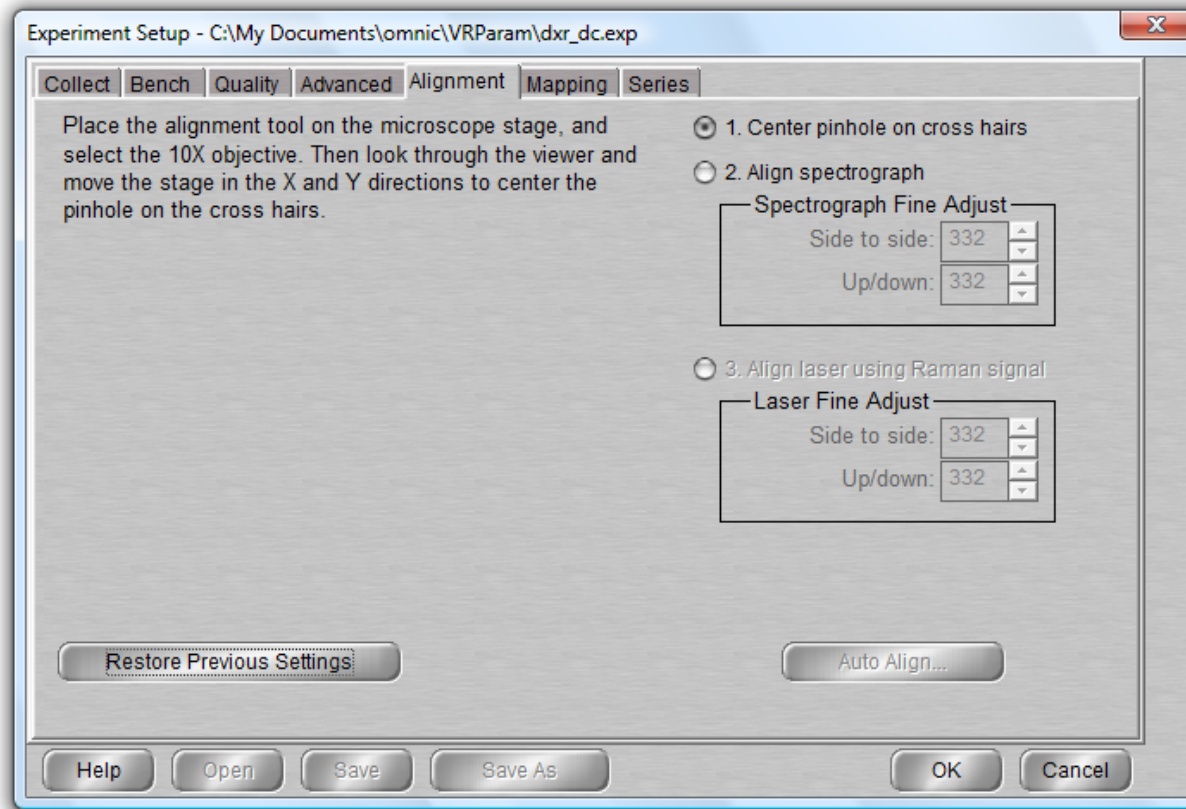 Experiment Setup - C:\My Documents\omnic\VRParam\dxr_dc.exp
Collect Bench Quality Advanced Alignment Mapping Series
Place the alignment tool on the microscope stage, and
select the 10X objective. Then look through the viewer and
move the stage in the X and Y directions to center the
pinhole on the cross hairs.
1. Center pinhole on cross hairs
2. Align spectrograph
Spectrograph Fine Adjust
Side to side: 332
Up/down: 332
3. Align laser using Raman signal
Laser Fine Adjust
Side to side: 332
Up/down: 332
Restore Previous Settings
Auto Align...
Help Open Save Save As OK Cancel